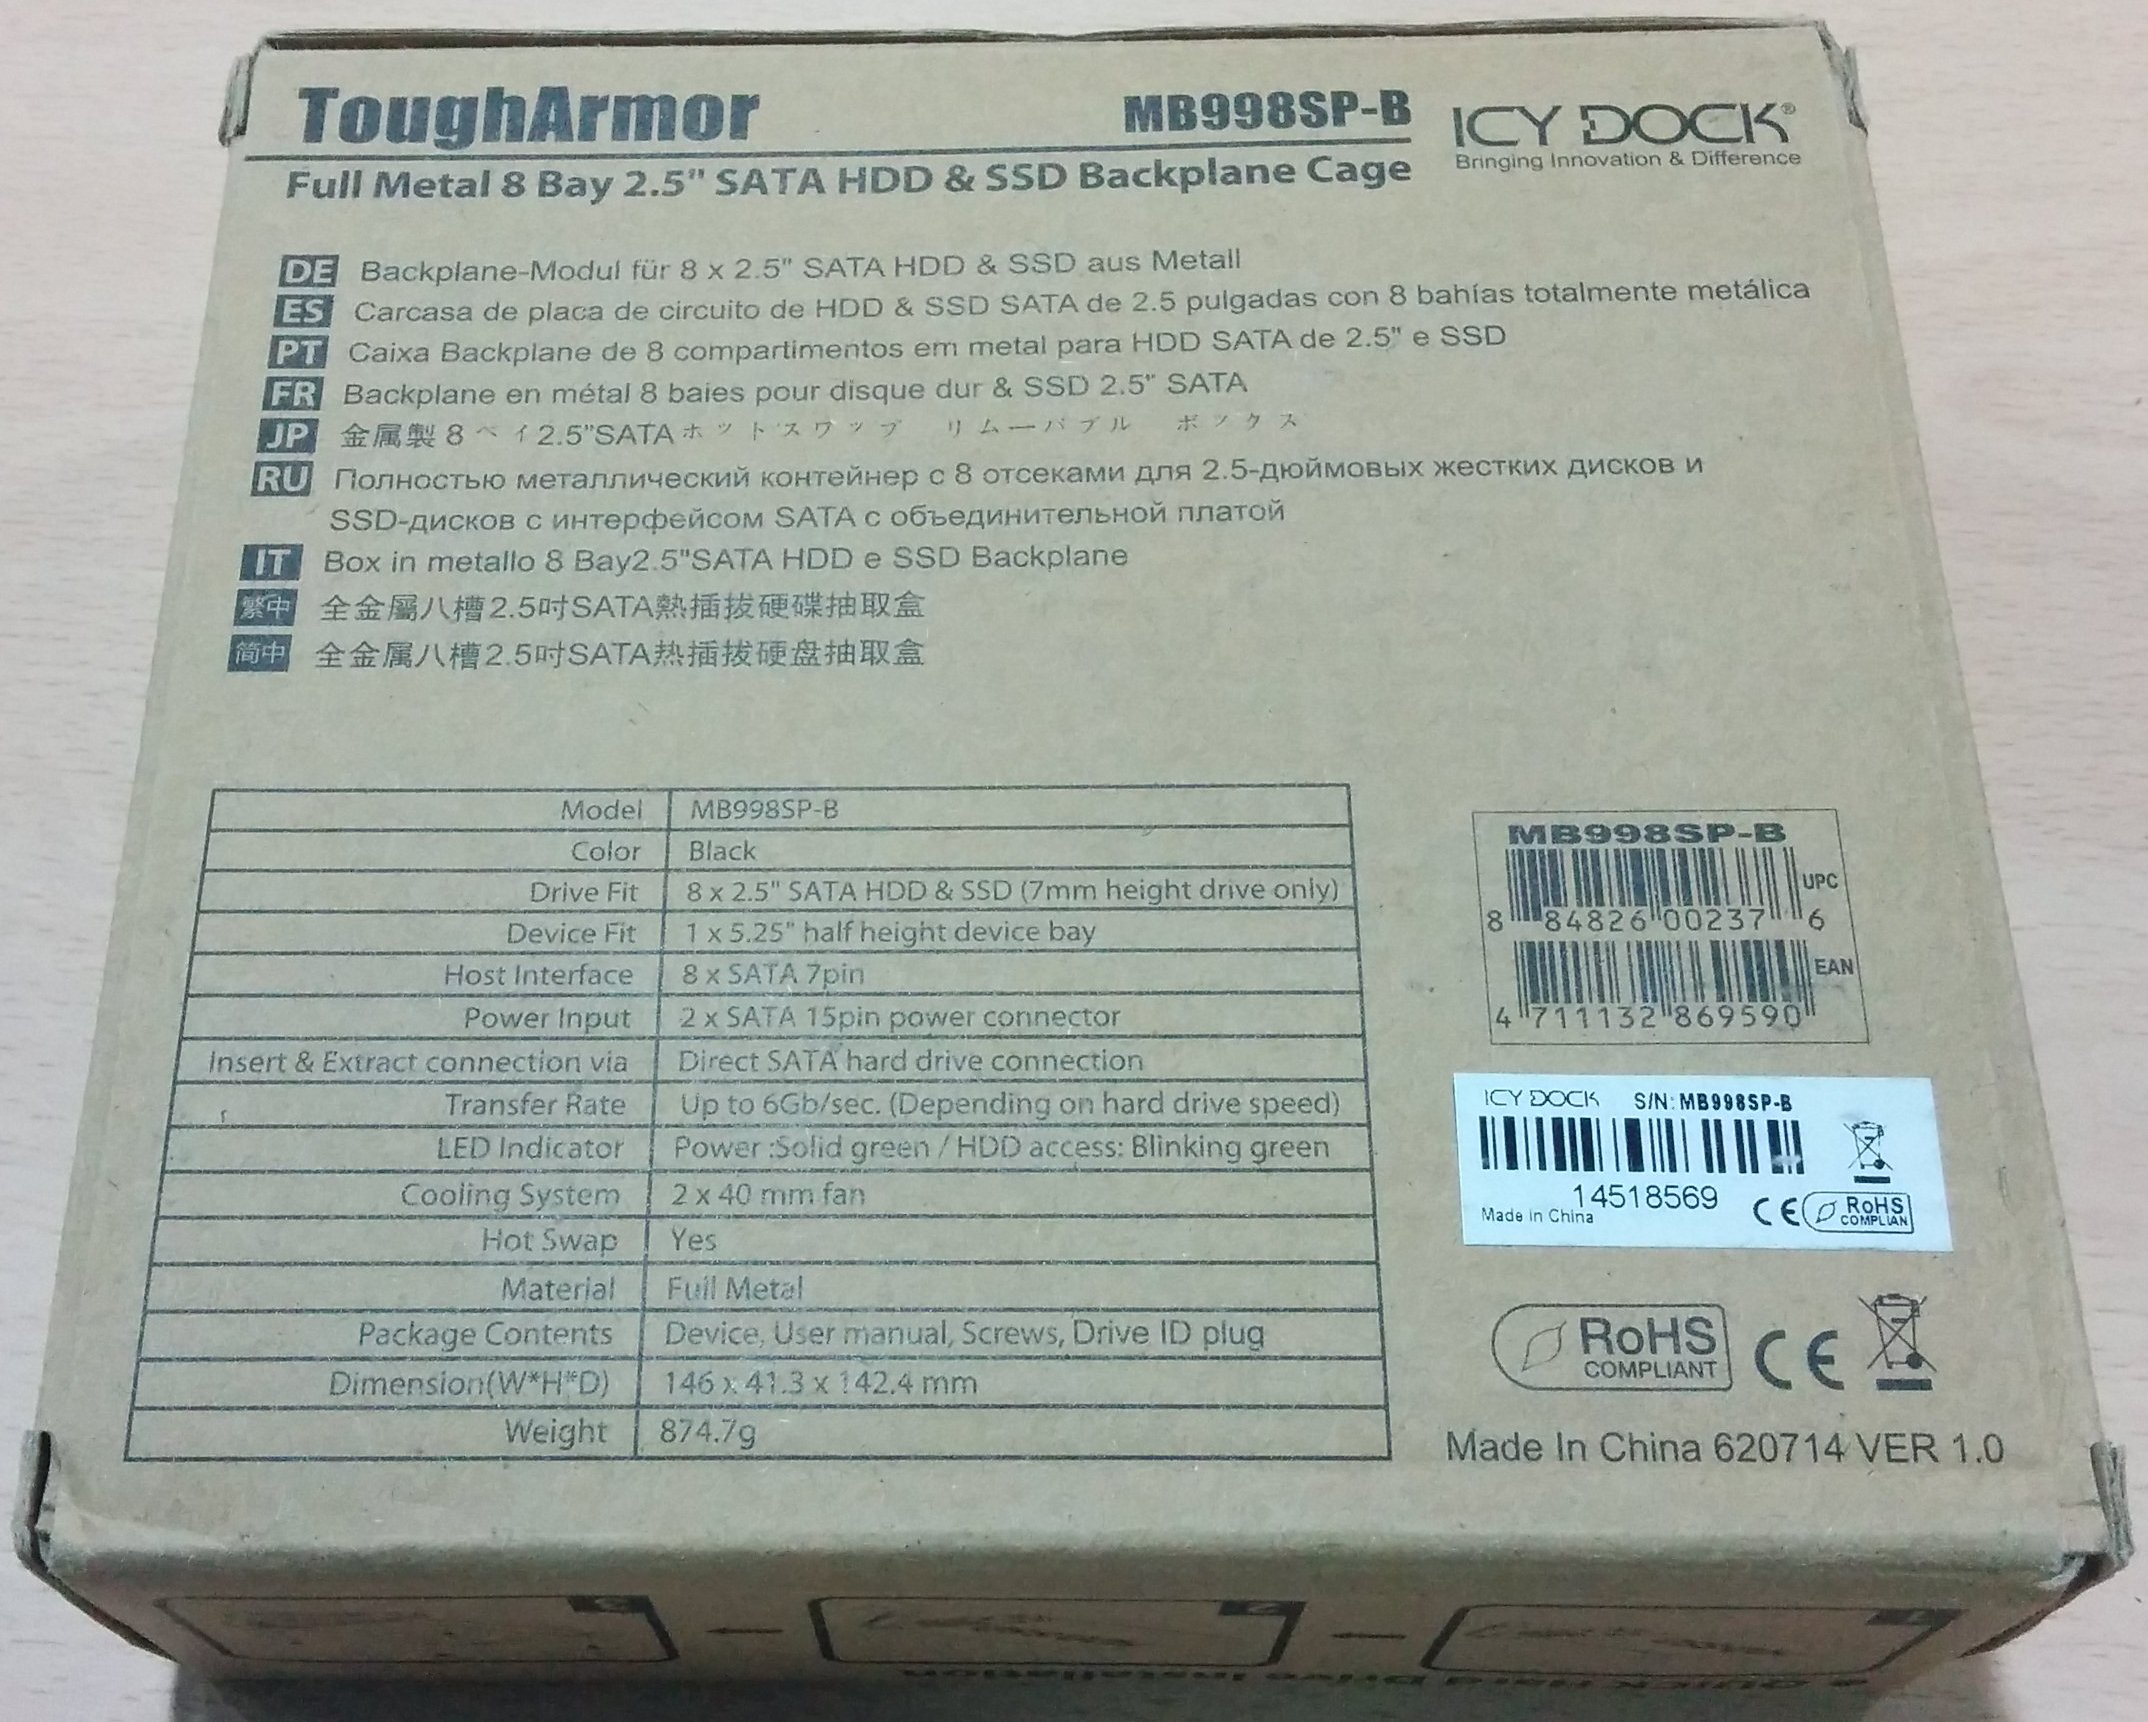 ToughArmor
MB998SP-B
ICY DOCK®
Bringing Innovation & Difference
Full Metal 8 Bay 2.5" SATA HDD & SSD Backplane Cage
DE Backplane-Modul für 8 x 2.5" SATA HDD & SSD aus Metall
ES Carcasa de placa de circuito de HDD & SSD SATA de 2.5 pulgadas con 8 bahías totalmente metálica
PT Caixa Backplane de 8 compartimentos em metal para HDD SATA de 2.5" e SSD
FR Backplane en métal 8 baies pour disque dur & SSD 2.5" SATA
JP 金属製8ベイ2.5"SATAホットスワップ リムーバブル ボックス
RU Полностью металлический контейнер с 8 отсеками для 2.5-дюймовых жестких дисков и
SSD-дисков с интерфейсом SATA с объединительной платой
IT Box in metallo 8 Bay2.5"SATA HDD e SSD Backplane
繁中 全金屬八槽2.5吋SATA熱插拔硬碟抽取盒
简中 全金属八槽2.5吋SATA热插拔硬盘抽取盒
Model MB998SP-B
Color Black
Drive Fit 8 x 2.5" SATA HDD & SSD (7mm height drive only)
Device Fit 1 x 5.25" half height device bay
Host Interface 8 x SATA 7pin
Power Input 2 x SATA 15pin power connector
Insert & Extract connection via Direct SATA hard drive connection
Transfer Rate Up to 6Gb/sec. (Depending on hard drive speed)
LED Indicator Power :Solid green / HDD access: Blinking green
Cooling System 2 x 40 mm fan
Hot Swap Yes
Material Full Metal
Package Contents Device, User manual, Screws, Drive ID plug
Dimension(W*H*D) 146 x 41.3 x 142.4 mm
Weight 874.7g
MB998SP-B
UPC
8 84826 00237 6
EAN
4 711132 869590
ICY DOCK S/N: MB998SP-B
14518569
Made in China
CE RoHS
COMPLIAN
RoHS
COMPLIANT
CE
Made In China 620714 VER 1.0
3
2
1
Quick Hard Drive Installation